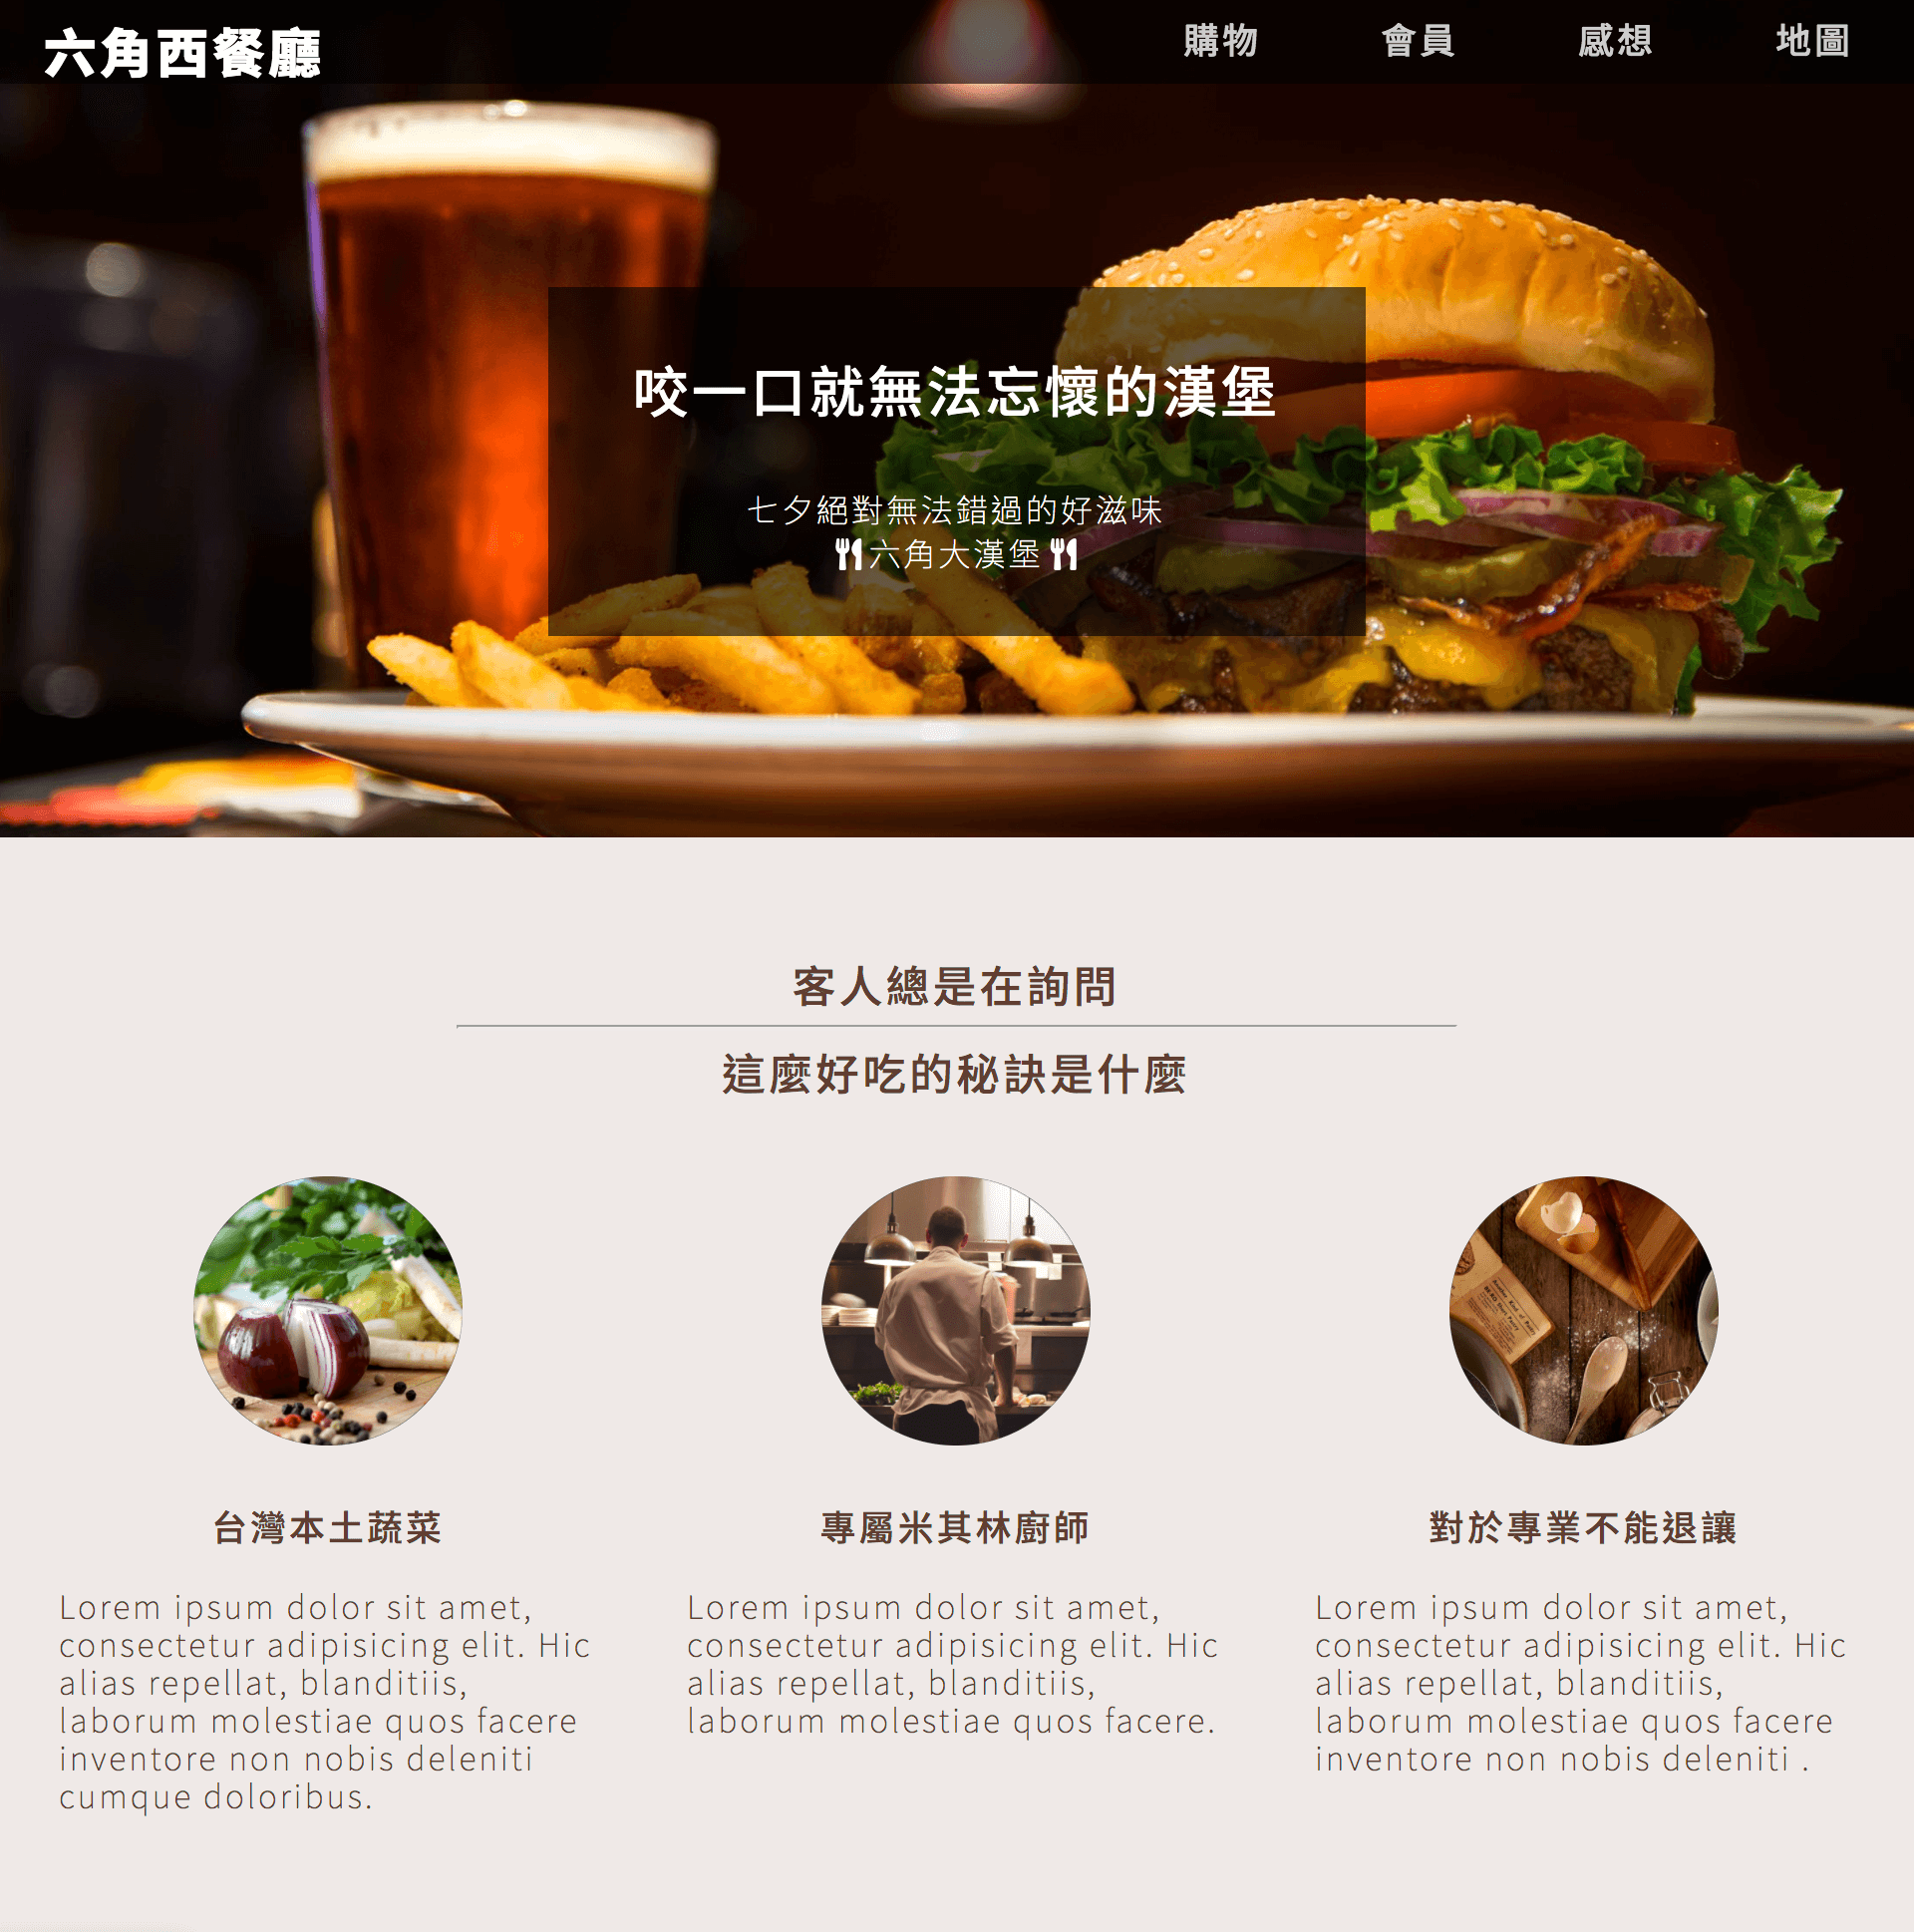 六角西餐廳
購物 會員 感想 地圖
咬一口就無法忘懷的漢堡
七夕絕對無法錯過的好滋味
六角大漢堡
客人總是在詢問
這麼好吃的秘訣是什麼
台灣本土蔬菜
Lorem ipsum dolor sit amet,
consectetur adipisicing elit. Hic
alias repellat, blanditiis,
laborum molestiae quos facere
inventore non nobis deleniti
cumque doloribus.
專屬米其林廚師
Lorem ipsum dolor sit amet,
consectetur adipisicing elit. Hic
alias repellat, blanditiis,
laborum molestiae quos facere.
對於專業不能退讓
Lorem ipsum dolor sit amet,
consectetur adipisicing elit. Hic
alias repellat, blanditiis,
laborum molestiae quos facere
inventore non nobis deleniti .